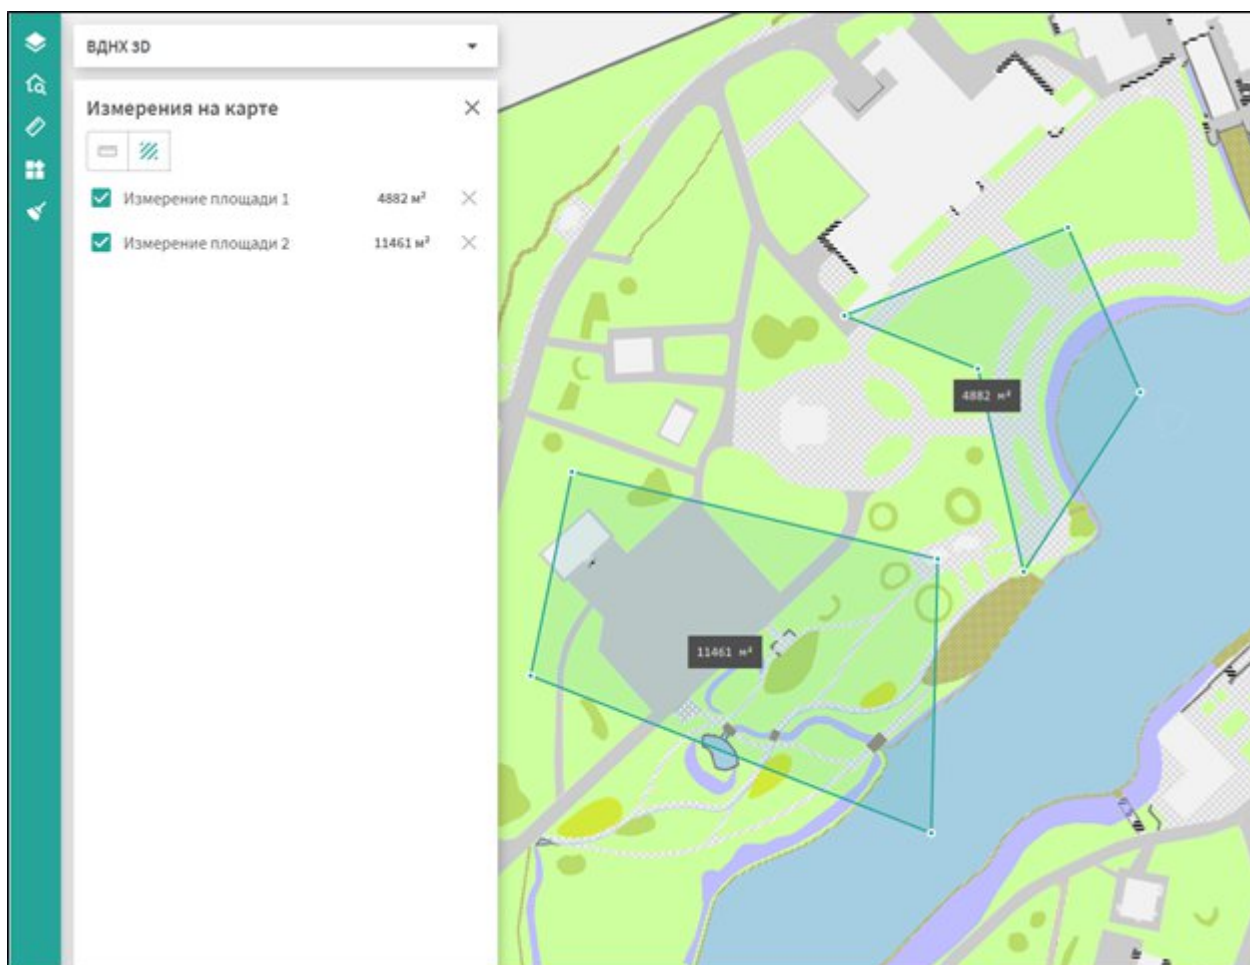 ВДНХ 3D
Измерения на карте
Измерение площади 1 4882 м²
Измерение площади 2 11461 м²
4882 м²
11461 м²